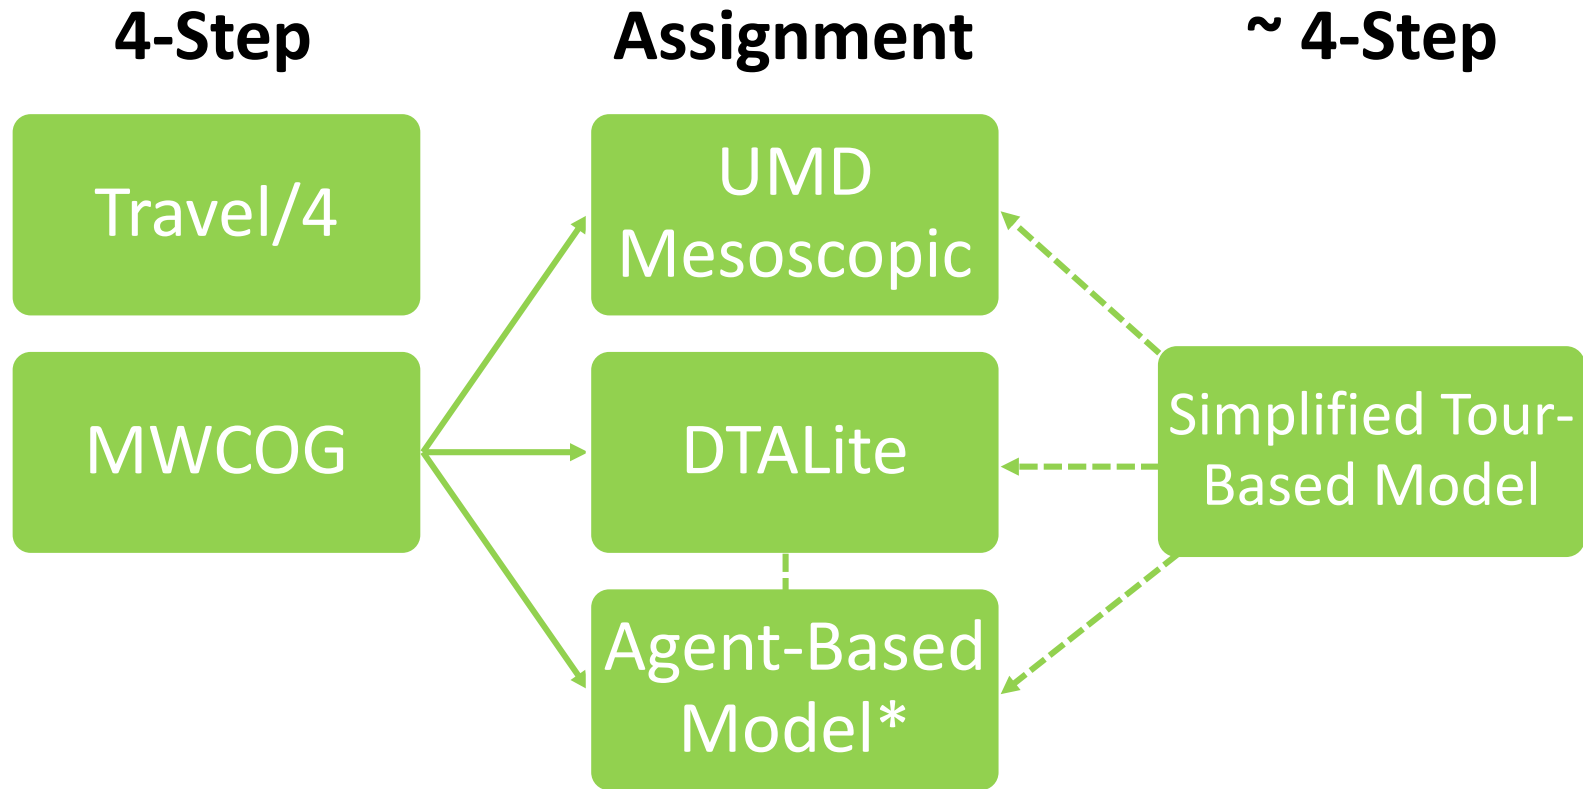 4-Step
Assignment
~ 4-Step
Travel/4
UMD
Mesoscopic
MWCOG
DTALite
Simplified Tour-
Based Model
Agent-Based
Model*